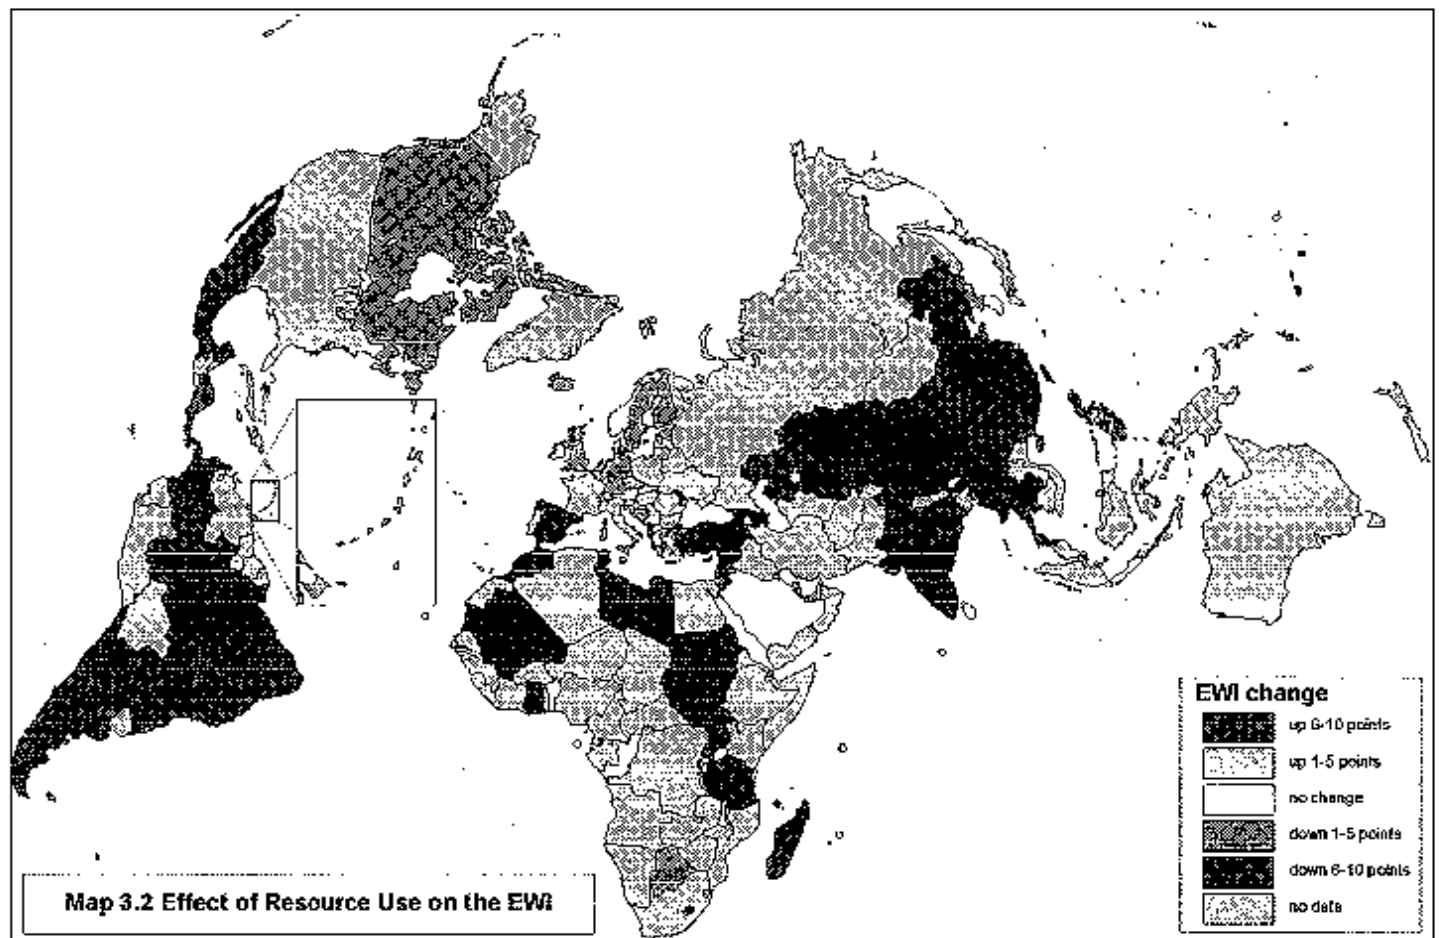 EWI change
up 6-10 points
up 1-5 points
no change
down 1-5 points
down 6-10 points
no data
Map 3.2 Effect of Resource Use on the EWI